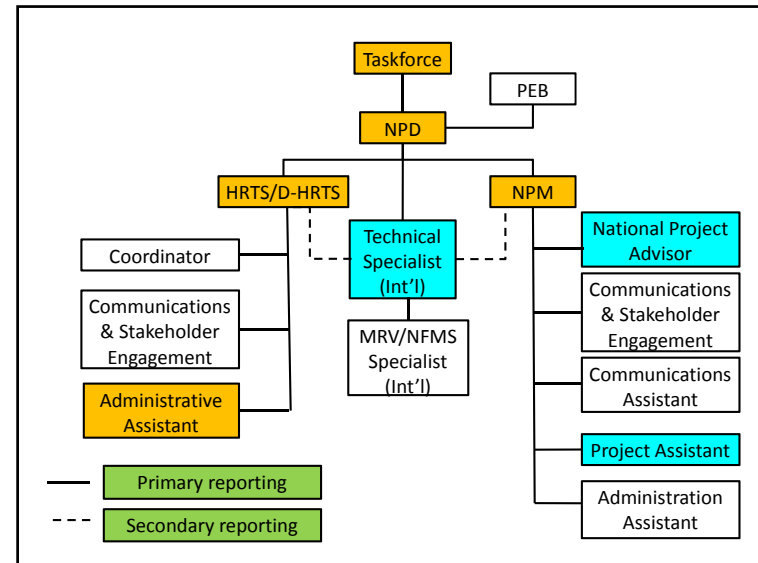 Taskforce
PEB
NPD
HRTS/D-HRTS
NPM
Technical
Specialist
(Int'l)
Coordinator
Communications
& Stakeholder
Engagement
Administrative
Assistant
MRV/NFMS
Specialist
(Int'l)
National Project
Advisor
Communications
& Stakeholder
Engagement
Communications
Assistant
Project Assistant
Administration
Assistant
Primary reporting
Secondary reporting